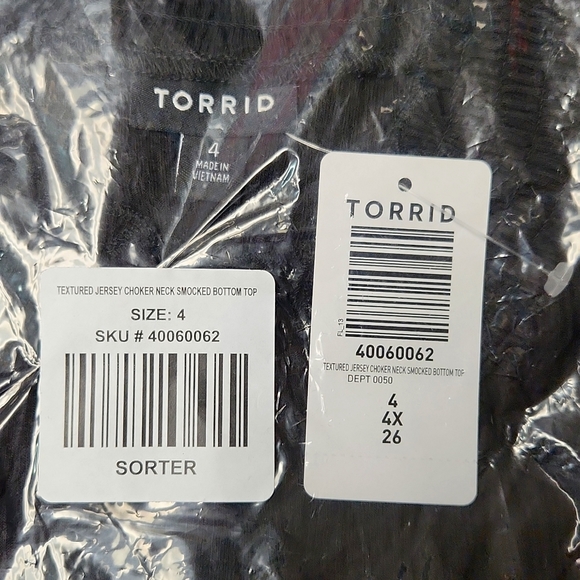 TORRID
4
MADE IN
VIETNAM
TEXTURED JERSEY CHOKER NECK SMOCKED BOTTOM TOP
SIZE: 4
SKU # 40060062
SORTER
TORRID
FL_13
40060062
TEXTURED JERSEY CHOKER NECK SMOCKED BOTTOM TOP
DEPT 0050
4
4X
26